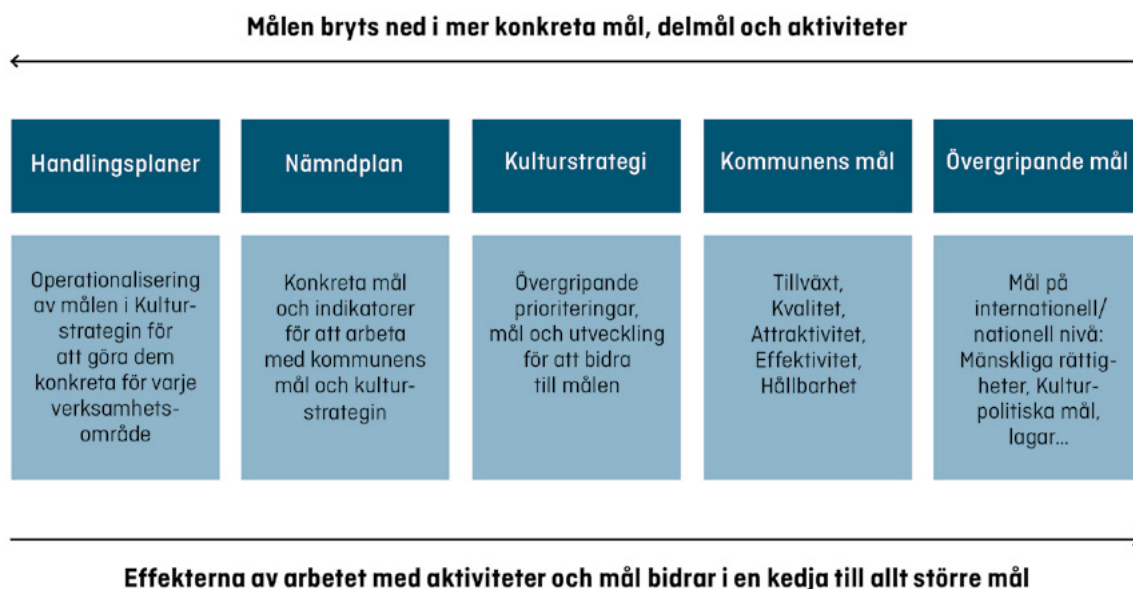 Målen bryts ned i mer konkreta mål, delmål och aktiviteter
Handlingsplaner
Nämndplan
Kulturstrategi
Kommunens mål
Övergripande mål
Operationalisering
av målen i Kultur-
strategin för
att göra dem
konkreta för varje
verksamhets-
område
Konkreta mål
och indikatorer
för att arbeta
med kommunens
mål och kultur-
strategin
Övergripande
prioriteringar,
mål och utveckling
för att bidra
till målen
Tillväxt,
Kvalitet,
Attraktivitet,
Effektivitet,
Hållbarhet
Mål på
internationell/
nationell nivå:
Mänskliga rättig-
heter, Kultur-
politiska mål,
lagar...
Effekterna av arbetet med aktiviteter och mål bidrar i en kedja till allt större mål